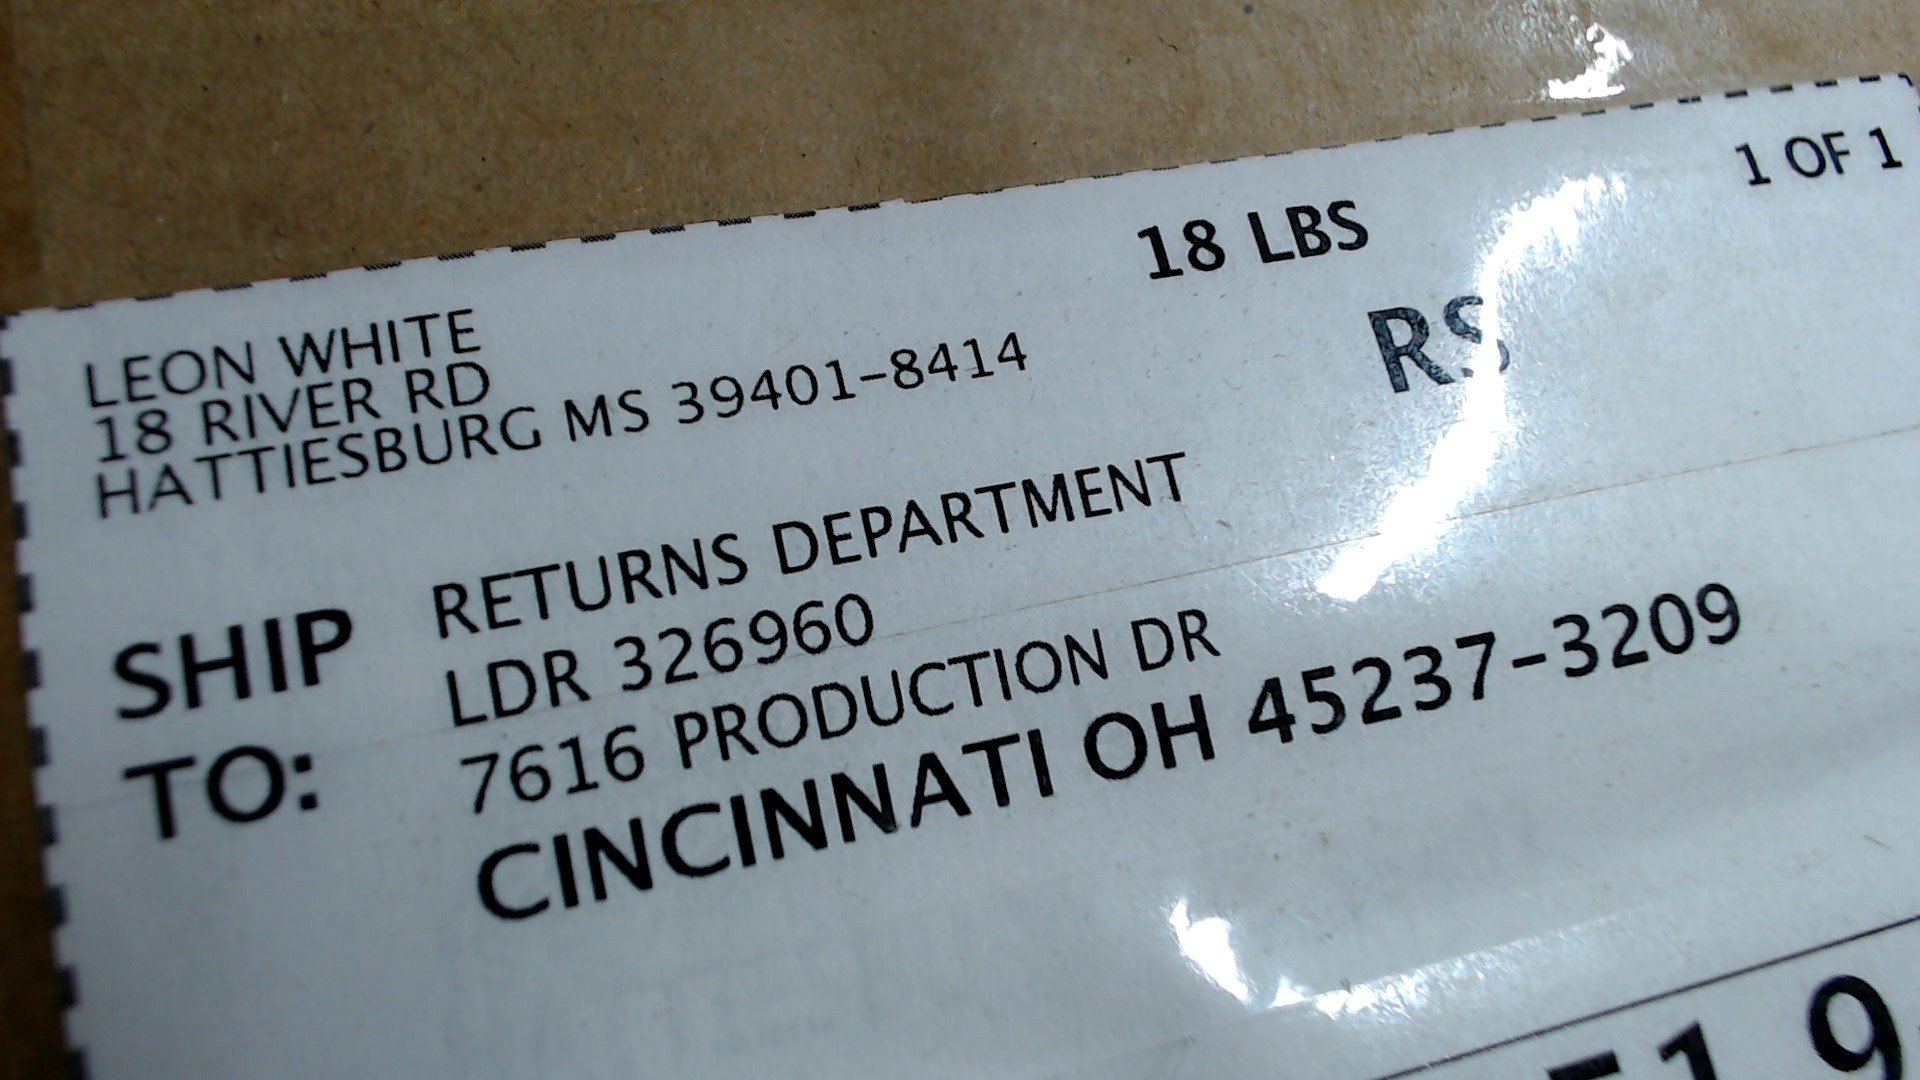 1 OF 1
18 LBS
RS
LEON WHITE
18 RIVER RD
HATTIESBURG MS 39401-8414
SHIP TO:
RETURNS DEPARTMENT
LDR 326960
7616 PRODUCTION DR
CINCINNATI OH 45237-3209